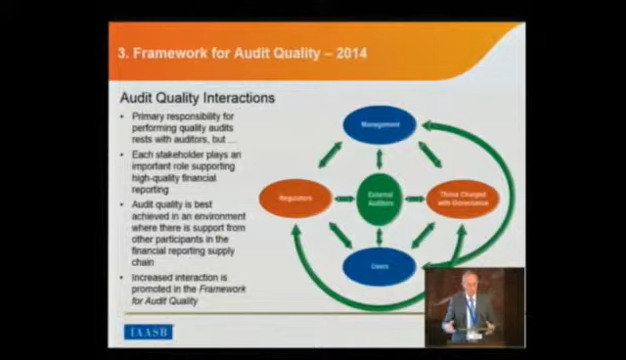 3. Framework for Audit Quality – 2014
Audit Quality Interactions
• Primary responsibility for
performing quality audits
rests with auditors, but ...
• Each stakeholder plays an
important role supporting
high-quality financial
reporting
• Audit quality is best
achieved in an environment
where there is support from
other participants in the
financial reporting supply
chain
• Increased interaction is
promoted in the Framework
for Audit Quality
Management
Regulators
External
Auditors
Those Charged
with Governance
Users
IAASB